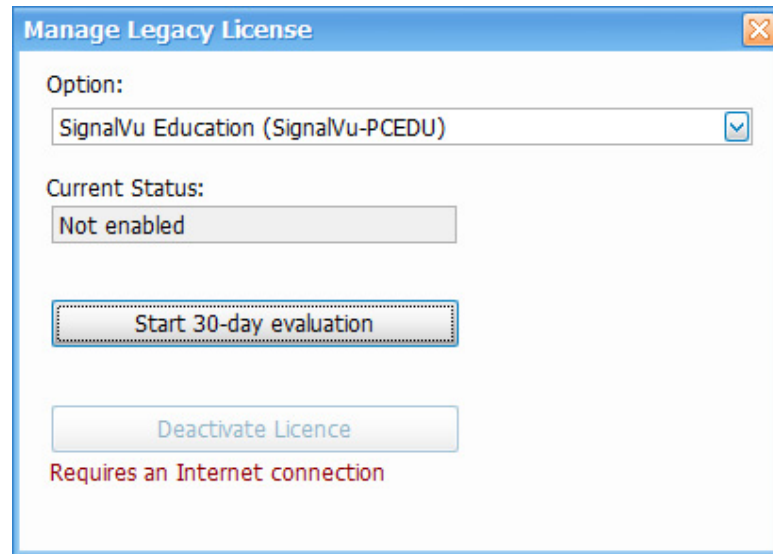 Manage Legacy License
Option:
SignalVu Education (SignalVu-PCEDU)
Current Status:
Not enabled
Start 30-day evaluation
Deactivate Licence
Requires an Internet connection